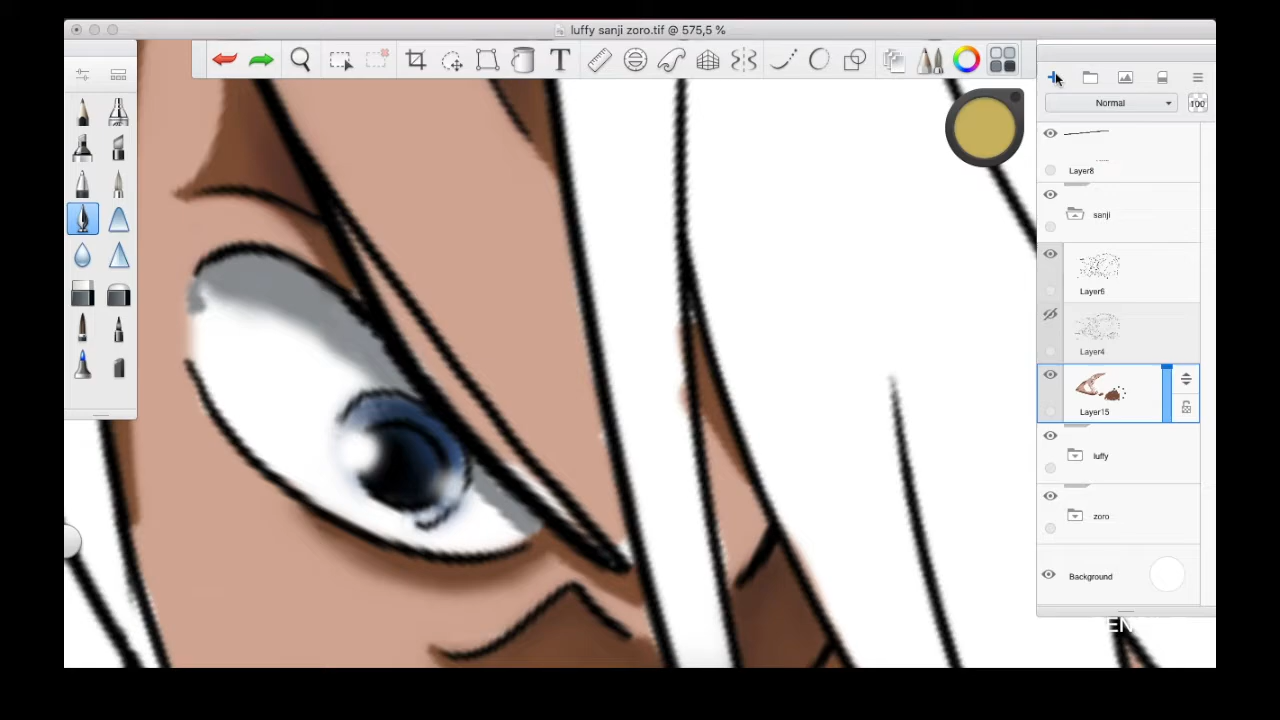 luffy sanji zoro.tif @ 575,5 %
T
Normal
100
Layer8
sanji
Layer6
Layer4
Layer15
luffy
zoro
Background